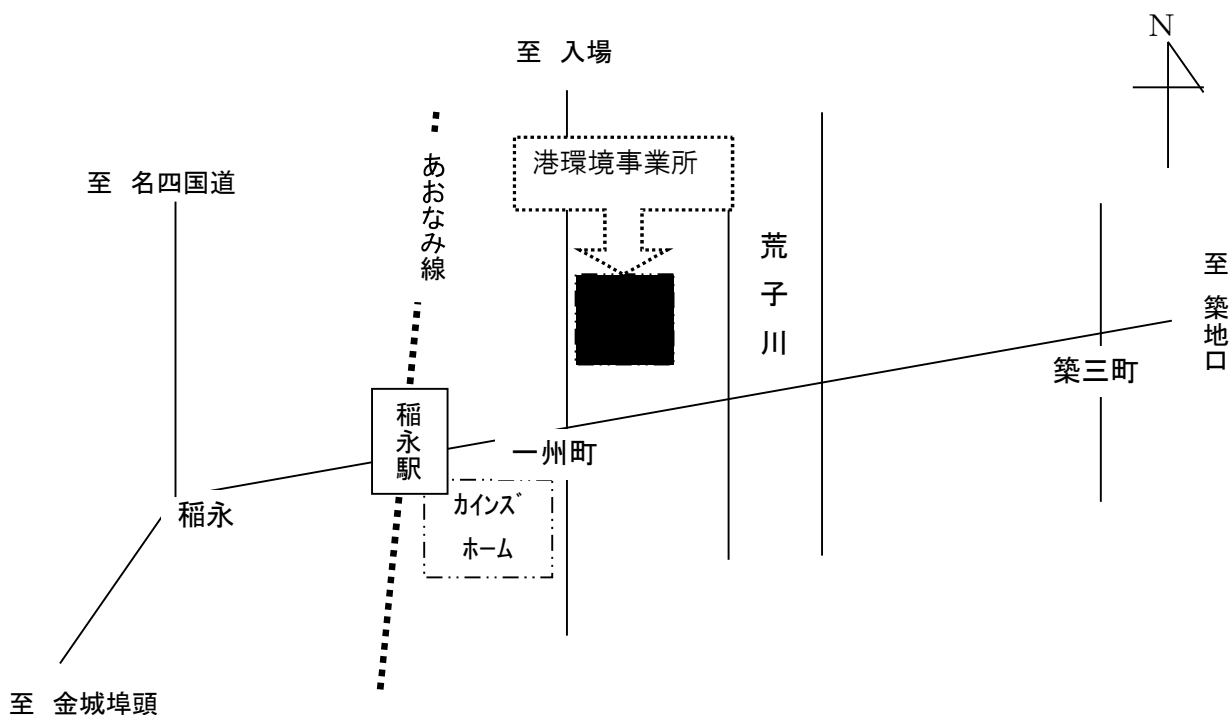 N
至 入場
港環境事業所
至 名四国道
あおなみ線
荒子川
至 築地口
築三町
稲永駅
一州町
稲永
カインズ
ホーム
至 金城埠頭